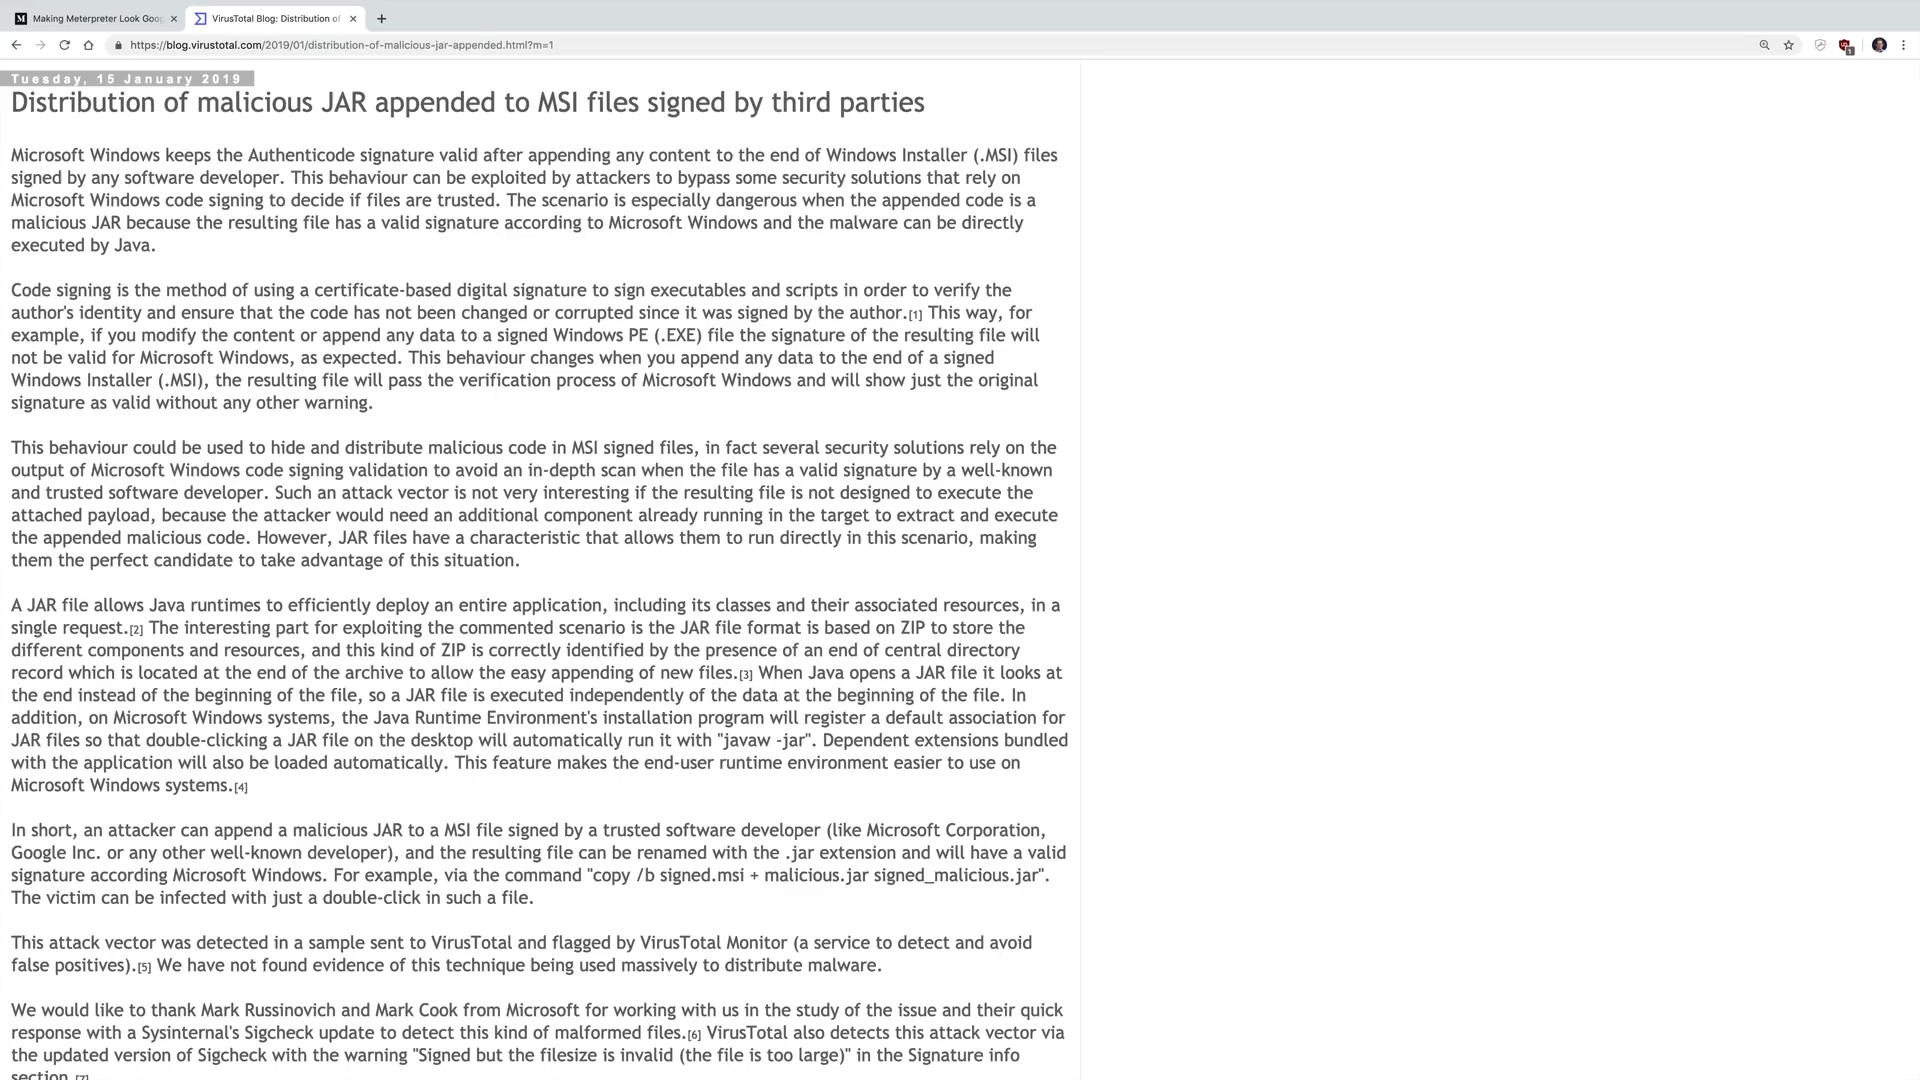 Making Meterpreter Look Goog
VirusTotal Blog: Distribution of
https://blog.virustotal.com/2019/01/distribution-of-malicious-jar-appended.html?m=1
Tuesday, 15 January 2019
Distribution of malicious JAR appended to MSI files signed by third parties
Microsoft Windows keeps the Authenticode signature valid after appending any content to the end of Windows Installer (.MSI) files
signed by any software developer. This behaviour can be exploited by attackers to bypass some security solutions that rely on
Microsoft Windows code signing to decide if files are trusted. The scenario is especially dangerous when the appended code is a
malicious JAR because the resulting file has a valid signature according to Microsoft Windows and the malware can be directly
executed by Java.
Code signing is the method of using a certificate-based digital signature to sign executables and scripts in order to verify the
author's identity and ensure that the code has not been changed or corrupted since it was signed by the author.[1] This way, for
example, if you modify the content or append any data to a signed Windows PE (.EXE) file the signature of the resulting file will
not be valid for Microsoft Windows, as expected. This behaviour changes when you append any data to the end of a signed
Windows Installer (.MSI), the resulting file will pass the verification process of Microsoft Windows and will show just the original
signature as valid without any other warning.
This behaviour could be used to hide and distribute malicious code in MSI signed files, in fact several security solutions rely on the
output of Microsoft Windows code signing validation to avoid an in-depth scan when the file has a valid signature by a well-known
and trusted software developer. Such an attack vector is not very interesting if the resulting file is not designed to execute the
attached payload, because the attacker would need an additional component already running in the target to extract and execute
the appended malicious code. However, JAR files have a characteristic that allows them to run directly in this scenario, making
them the perfect candidate to take advantage of this situation.
A JAR file allows Java runtimes to efficiently deploy an entire application, including its classes and their associated resources, in a
single request.[2] The interesting part for exploiting the commented scenario is the JAR file format is based on ZIP to store the
different components and resources, and this kind of ZIP is correctly identified by the presence of an end of central directory
record which is located at the end of the archive to allow the easy appending of new files.[3] When Java opens a JAR file it looks at
the end instead of the beginning of the file, so a JAR file is executed independently of the data at the beginning of the file. In
addition, on Microsoft Windows systems, the Java Runtime Environment's installation program will register a default association for
JAR files so that double-clicking a JAR file on the desktop will automatically run it with "javaw -jar". Dependent extensions bundled
with the application will also be loaded automatically. This feature makes the end-user runtime environment easier to use on
Microsoft Windows systems.[4]
In short, an attacker can append a malicious JAR to a MSI file signed by a trusted software developer (like Microsoft Corporation,
Google Inc. or any other well-known developer), and the resulting file can be renamed with the .jar extension and will have a valid
signature according Microsoft Windows. For example, via the command "copy /b signed.msi + malicious.jar signed_malicious.jar".
The victim can be infected with just a double-click in such a file.
This attack vector was detected in a sample sent to VirusTotal and flagged by VirusTotal Monitor (a service to detect and avoid
false positives).[5] We have not found evidence of this technique being used massively to distribute malware.
We would like to thank Mark Russinovich and Mark Cook from Microsoft for working with us in the study of the issue and their quick
response with a Sysinternal's Sigcheck update to detect this kind of malformed files.[6] VirusTotal also detects this attack vector via
the updated version of Sigcheck with the warning "Signed but the filesize is invalid (the file is too large)" in the Signature info
section.[7]